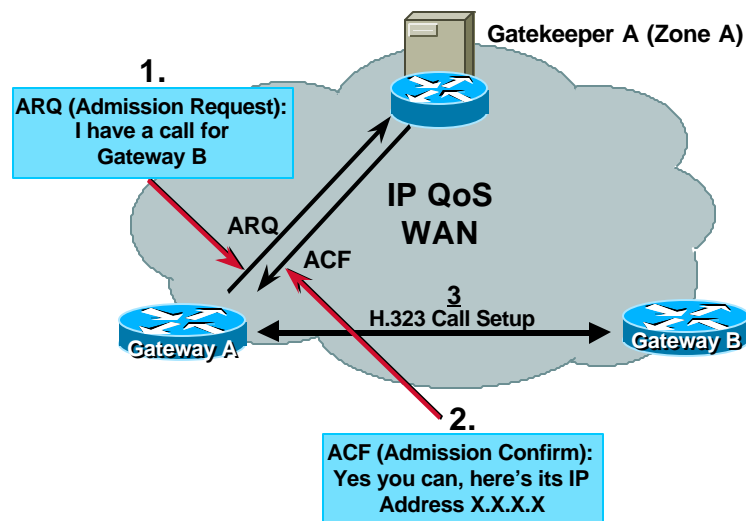 Gatekeeper A (Zone A)
1.
ARQ (Admission Request):
I have a call for
Gateway B
IP QoS
WAN
ARQ
ACF
3
H.323 Call Setup
Gateway A
Gateway B
2.
ACF (Admission Confirm):
Yes you can, here's its IP
Address X.X.X.X